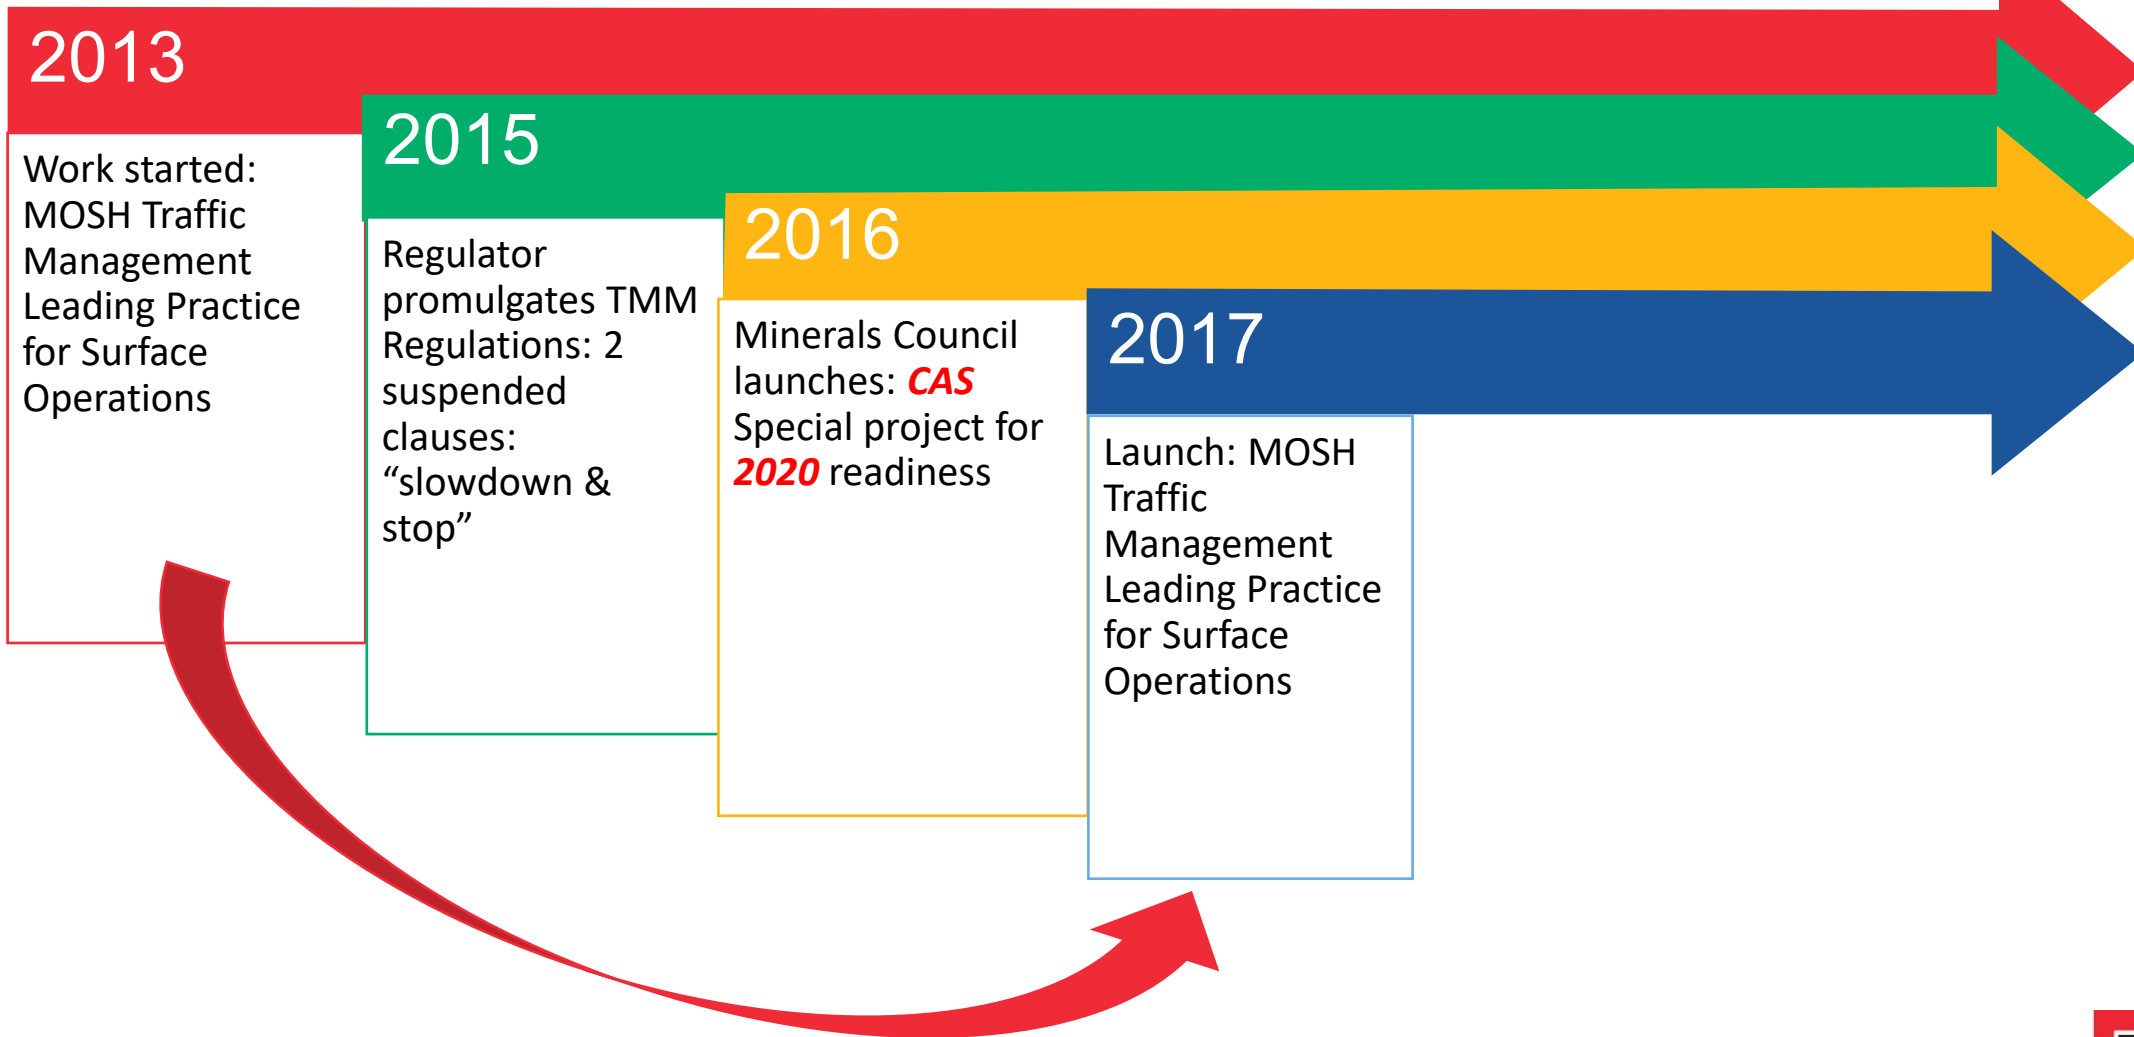 2013
Work started:
MOSH Traffic
Management
Leading Practice
for Surface
Operations
2015
Regulator
promulgates TMM
Regulations: 2
suspended
clauses:
“slowdown &
stop”
2016
Minerals Council
launches: CAS
Special project for
2020 readiness
2017
Launch: MOSH
Traffic
Management
Leading Practice
for Surface
Operations